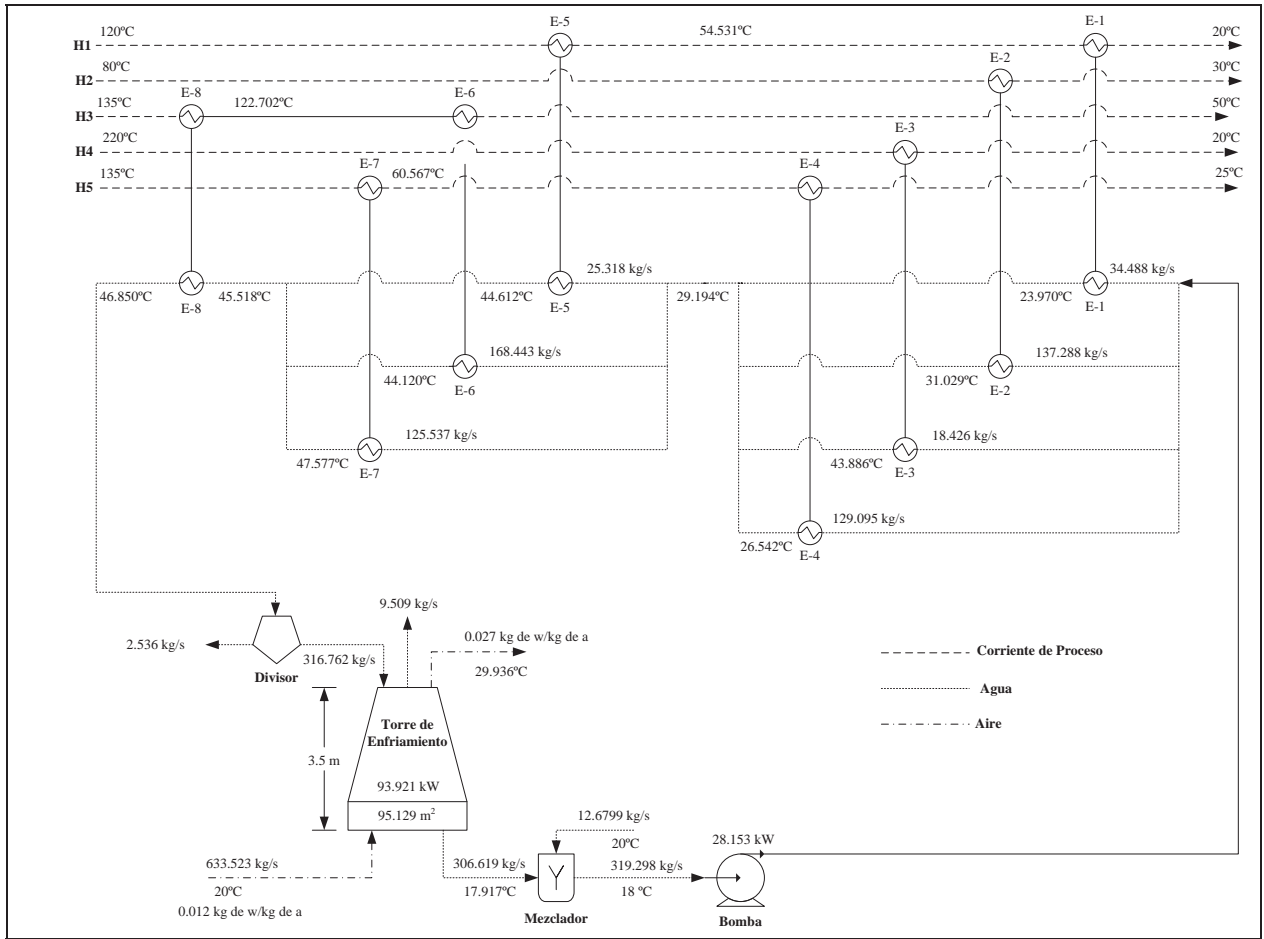 E-5
E-1
120ºC
54.531ºC
20ºC
H1
E-2
80ºC
30ºC
H2
E-8
E-6
135ºC
122.702ºC
50ºC
H3
E-3
220ºC
20ºC
H4
E-7
E-4
135ºC
60.567ºC
25ºC
H5
25.318 kg/s
34.488 kg/s
46.850ºC
45.518ºC
44.612ºC
29.194ºC
23.970ºC
E-8
E-5
E-1
168.443 kg/s
137.288 kg/s
44.120ºC
31.029ºC
E-6
E-2
125.537 kg/s
18.426 kg/s
47.577ºC
43.886ºC
E-7
E-3
129.095 kg/s
26.542ºC
E-4
9.509 kg/s
2.536 kg/s
0.027 kg de w/kg de a
316.762 kg/s
29.936ºC
Divisor
Corriente de Proceso
Agua
Aire
Torre de
Enfriamiento
3.5 m
93.921 kW
95.129 m²
12.6799 kg/s
20ºC
28.153 kW
633.523 kg/s
306.619 kg/s
319.298 kg/s
20ºC
17.917ºC
18 ºC
0.012 kg de w/kg de a
Mezclador
Bomba